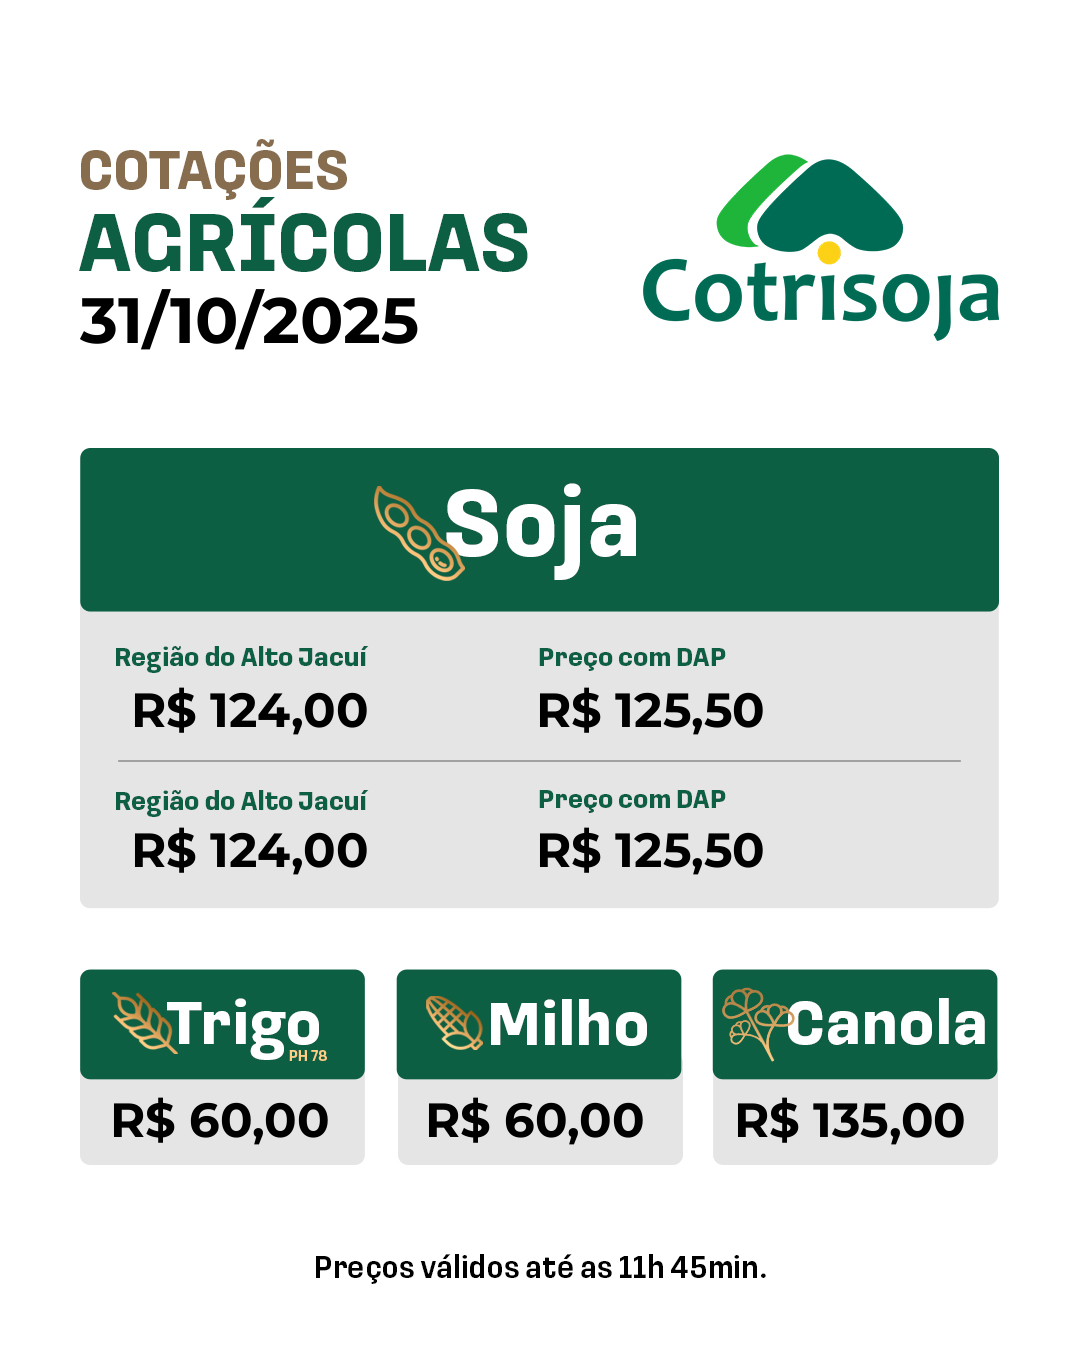 COTAÇÕES
AGRÍCOLAS
31/10/2025
Cotrisoja
Soja
Região do Alto Jacuí
Preço com DAP
R$ 124,00
R$ 125,50
Região do Alto Jacuí
Preço com DAP
R$ 124,00
R$ 125,50
Trigo
PH 78
R$ 60,00
Milho
R$ 60,00
Canola
R$ 135,00
Preços válidos até as 11h 45min.